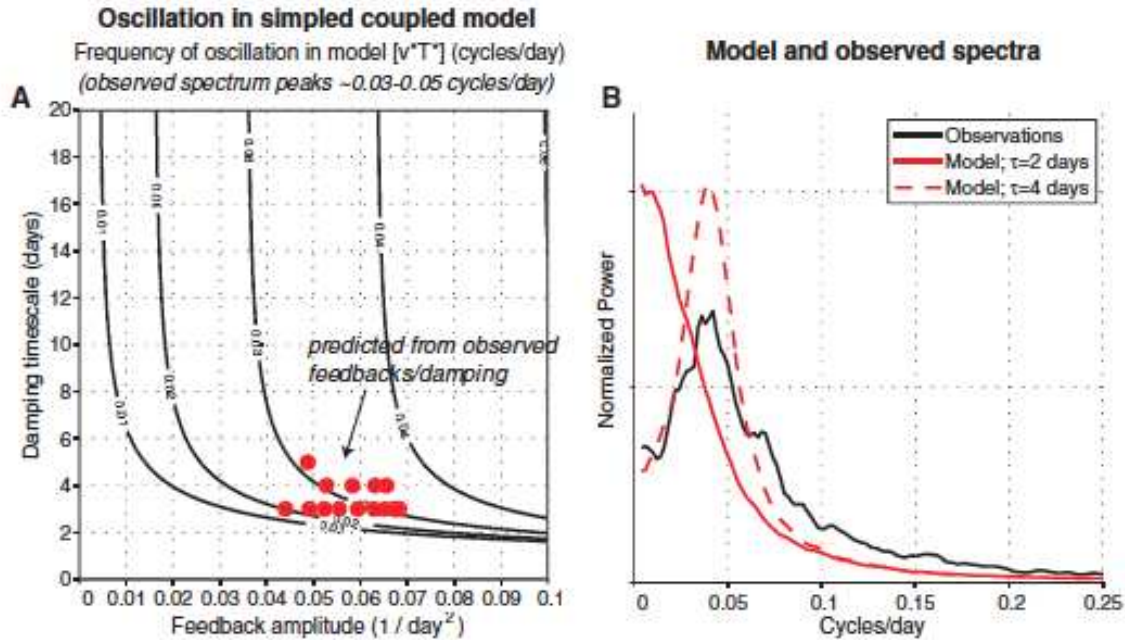 Oscillation in simpled coupled model
Frequency of oscillation in model [v*T*] (cycles/day)
(observed spectrum peaks ~0.03-0.05 cycles/day)
A
Damping timescale (days)
20
18
16
14
12
10
8
6
4
2
0
0.01
0.03
0.04
0.01
0.02
predicted from observed
feedbacks/damping
0 0.01 0.02 0.03 0.04 0.05 0.06 0.07 0.08 0.09 0.1
Feedback amplitude (1 / day²)
Model and observed spectra
B
Normalized Power
Observations
Model; τ=2 days
Model; τ=4 days
0 0.05 0.1 0.15 0.2 0.25
Cycles/day